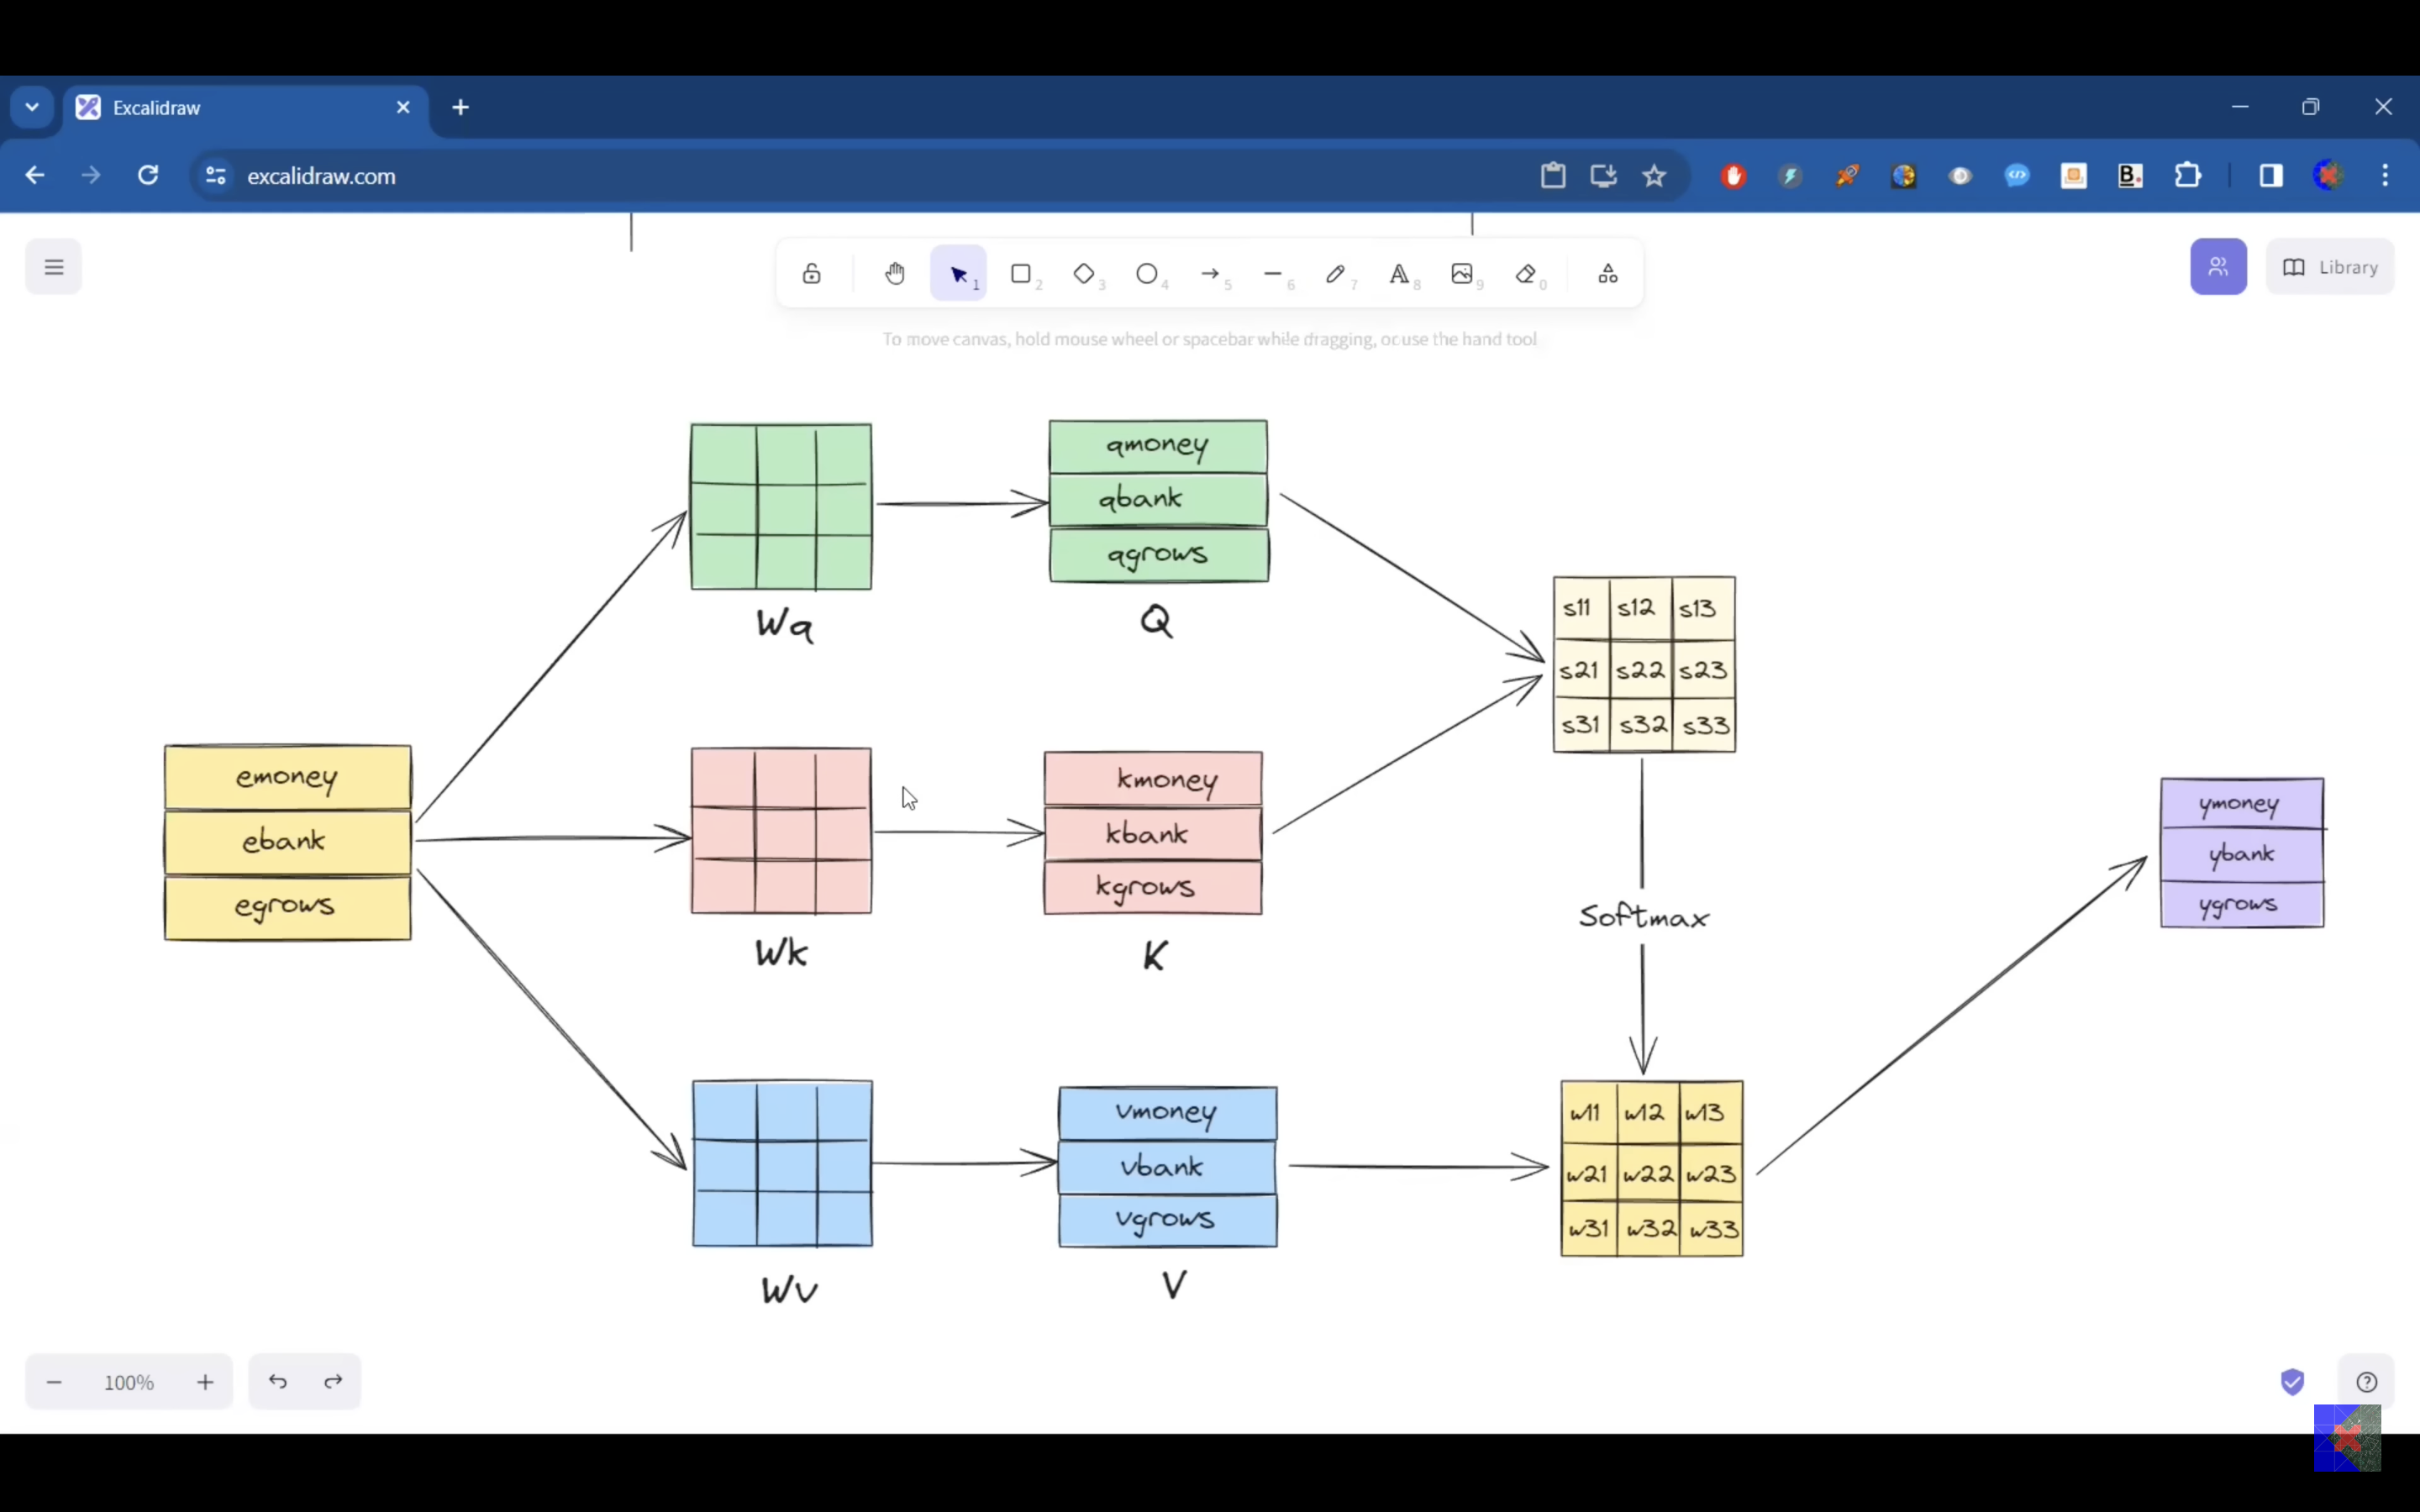 Excalidraw
excalidraw.com
1
2
3
4
5
6
7
8
9
0
Library
To move canvas, hold mouse wheel or spacebar while dragging, or use the hand tool
qmoney
qbank
qgrows
Wq
Q
s11 s12 s13
s21 s22 s23
s31 s32 s33
emoney
ebank
egrows
kmoney
kbank
kgrows
Wk
K
Softmax
ymoney
ybank
ygrows
vmoney
vbank
vgrows
Wv
V
w11 w12 w13
w21 w22 w23
w31 w32 w33
100%